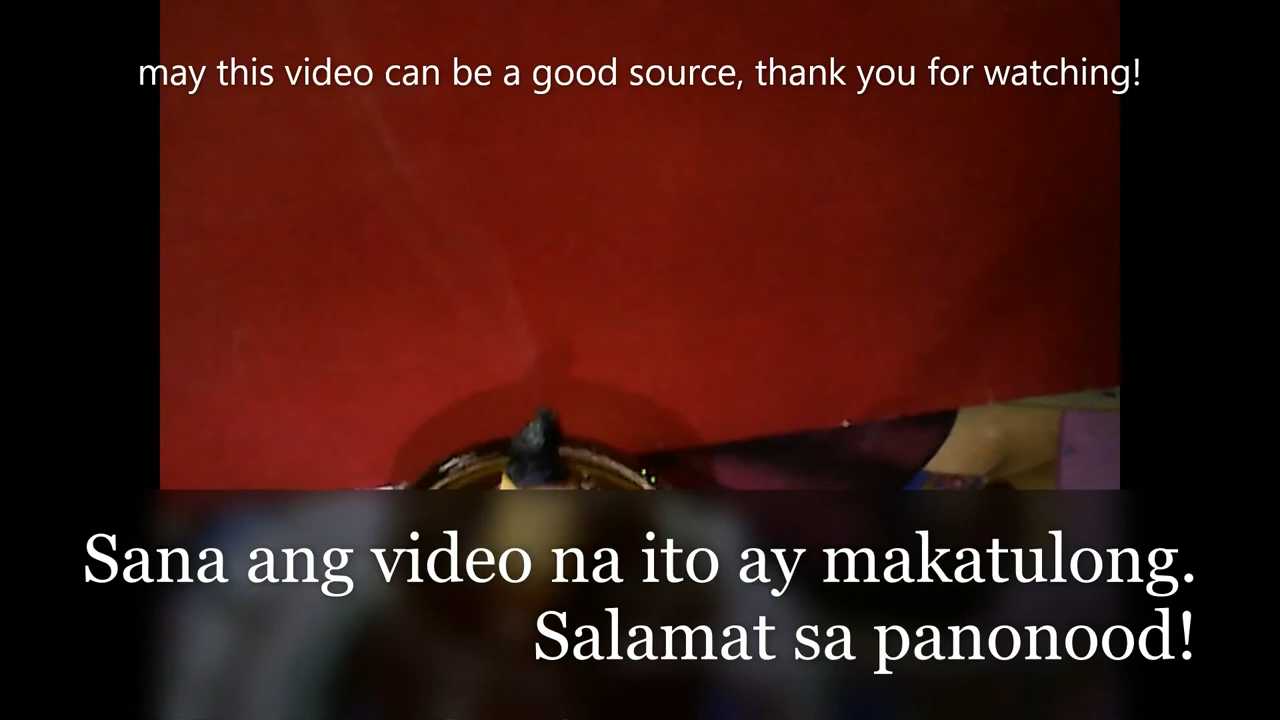 may this video can be a good source, thank you for watching!
Sana ang video na ito ay makatulong.
Salamat sa panonood!